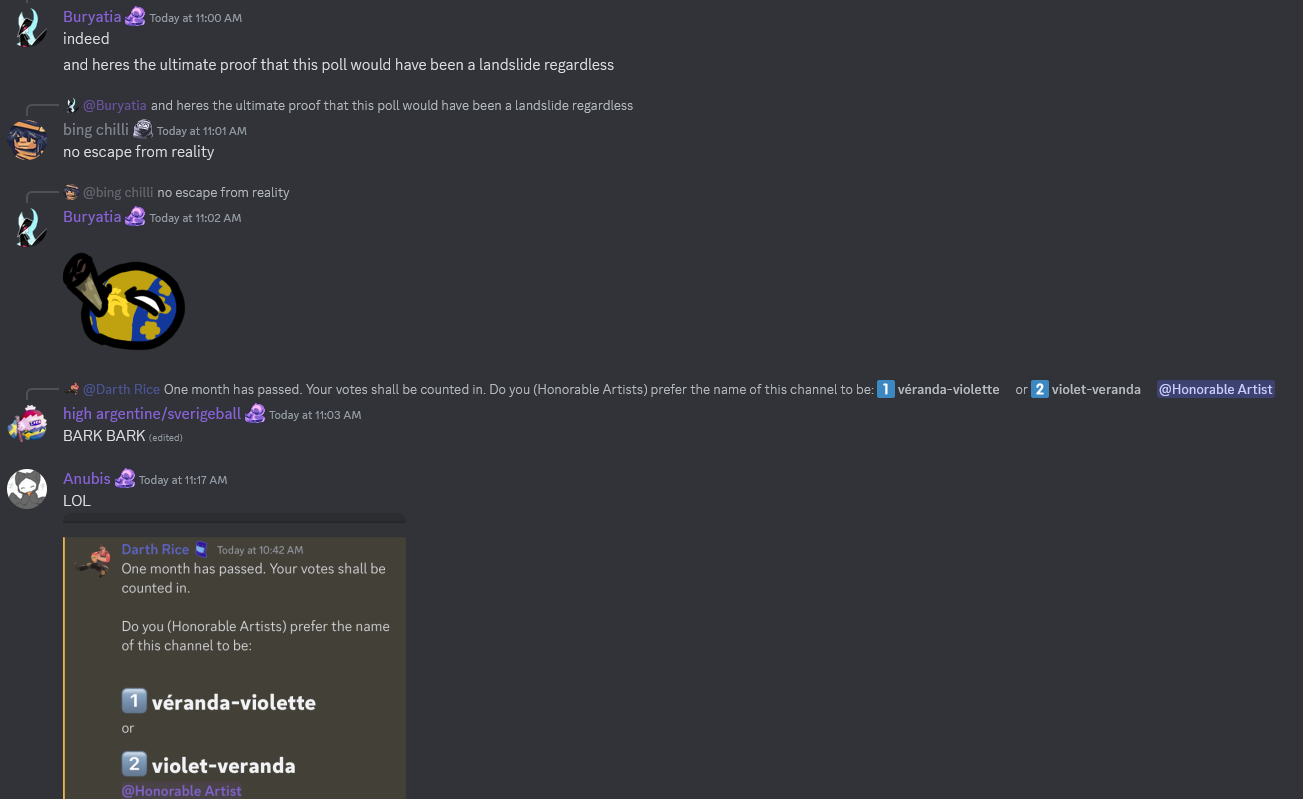 Buryatia Today at 11:00 AM
indeed
and heres the ultimate proof that this poll would have been a landslide regardless
@Buryatia and heres the ultimate proof that this poll would have been a landslide regardless
bing chilli Today at 11:01 AM
no escape from reality
@bing chilli no escape from reality
Buryatia Today at 11:02 AM
@Darth Rice One month has passed. Your votes shall be counted in. Do you (Honorable Artists) prefer the name of this channel to be: 1 véranda-violette or 2 violet-veranda @Honorable Artist
high argentine/sverigeball Today at 11:03 AM
BARK BARK (edited)
Anubis Today at 11:17 AM
LOL
Darth Rice Today at 10:42 AM
One month has passed. Your votes shall be
counted in.
Do you (Honorable Artists) prefer the name
of this channel to be:
1 véranda-violette
or
2 violet-veranda
@Honorable Artist